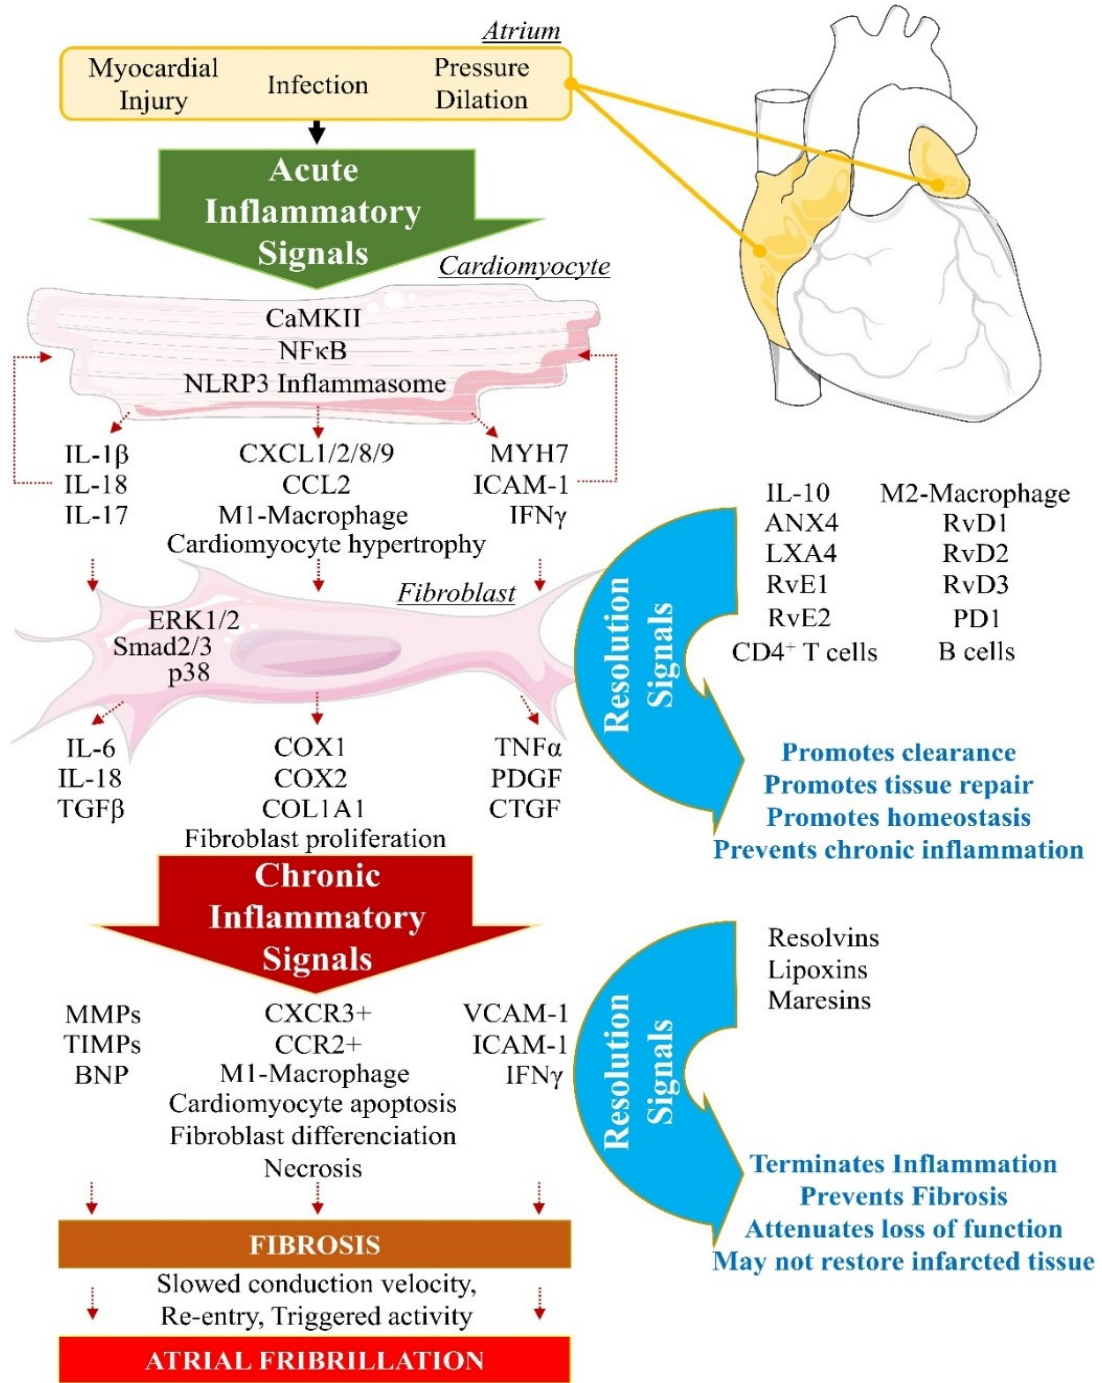 Atrium
Myocardial
Injury
Infection
Pressure
Dilation
Acute
Inflammatory
Signals
Cardiomyocyte
CaMKII
NFκB
NLRP3 Inflammasome
IL-1β
IL-18
IL-17
CXCL1/2/8/9
CCL2
M1-Macrophage
Cardiomyocyte hypertrophy
MYH7
ICAM-1
IFNγ
Fibroblast
ERK1/2
Smad2/3
p38
IL-6
IL-18
TGFβ
COX1
COX2
COL1A1
Fibroblast proliferation
TNFα
PDGF
CTGF
Resolution
Signals
IL-10
ANX4
LXA4
RvE1
RvE2
CD4⁺ T cells
M2-Macrophage
RvD1
RvD2
RvD3
PD1
B cells
Promotes clearance
Promotes tissue repair
Promotes homeostasis
Prevents chronic inflammation
Chronic
Inflammatory
Signals
MMPs
TIMPs
BNP
CXCR3+
CCR2+
M1-Macrophage
Cardiomyocyte apoptosis
Fibroblast differenciation
Necrosis
VCAM-1
ICAM-1
IFNγ
Resolution
Signals
Resolvins
Lipoxins
Maresins
Terminates Inflammation
Prevents Fibrosis
Attenuates loss of function
May not restore infarcted tissue
FIBROSIS
Slowed conduction velocity,
Re-entry, Triggered activity
ATRIAL FRIBRILLATION